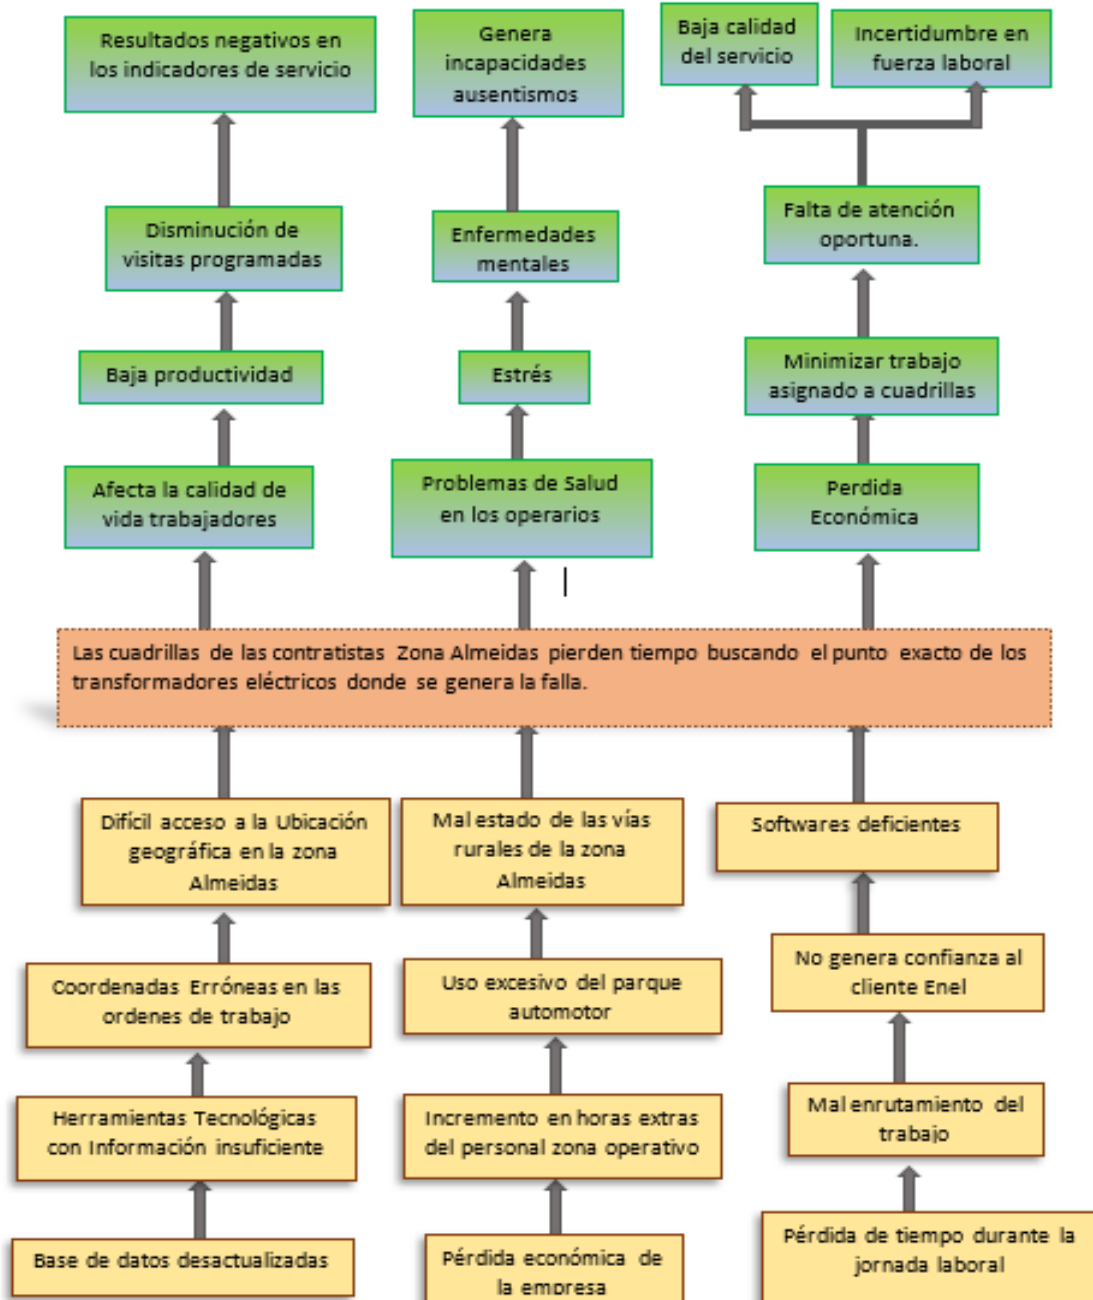 Resultados negativos en
los indicadores de servicio
Genera
incapacidades
ausentismos
Baja calidad
del servicio
Incertidumbre en
fuerza laboral
Disminución de
visitas programadas
Enfermedades
mentales
Falta de atención
oportuna.
Baja productividad
Estrés
Minimizar trabajo
asignado a cuadrillas
Afecta la calidad de
vida trabajadores
Problemas de Salud
en los operarios
Perdida
Económica
Las cuadrillas de las contratistas Zona Almeidas pierden tiempo buscando el punto exacto de los
transformadores eléctricos donde se genera la falla.
Difícil acceso a la Ubicación
geográfica en la zona
Almeidas
Mal estado de las vías
rurales de la zona
Almeidas
Softwares deficientes
Coordenadas Erróneas en las
ordenes de trabajo
Uso excesivo del parque
automotor
No genera confianza al
cliente Enel
Herramientas Tecnológicas
con Información insuficiente
Incremento en horas extras
del personal zona operativo
Mal enrutamiento del
trabajo
Base de datos desactualizadas
Pérdida económica de
la empresa
Pérdida de tiempo durante la
jornada laboral